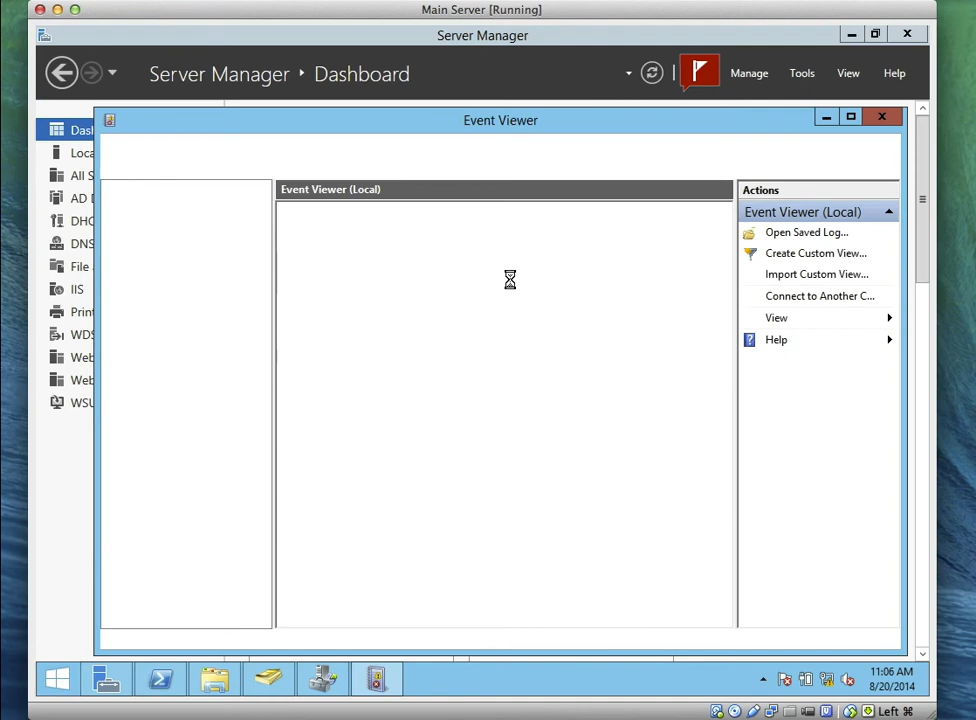 Main Server [Running]
Server Manager
Server Manager Dashboard
Manage Tools View Help
Event Viewer
Event Viewer (Local)
Actions
Event Viewer (Local)
Open Saved Log...
Create Custom View...
Import Custom View...
Connect to Another C...
View
Help
Dasl
Loca
All S
AD D
DHC
DNS
File
IIS
Print
WDS
Web
Web
WSU
11:06 AM
8/20/2014
Left ⌘